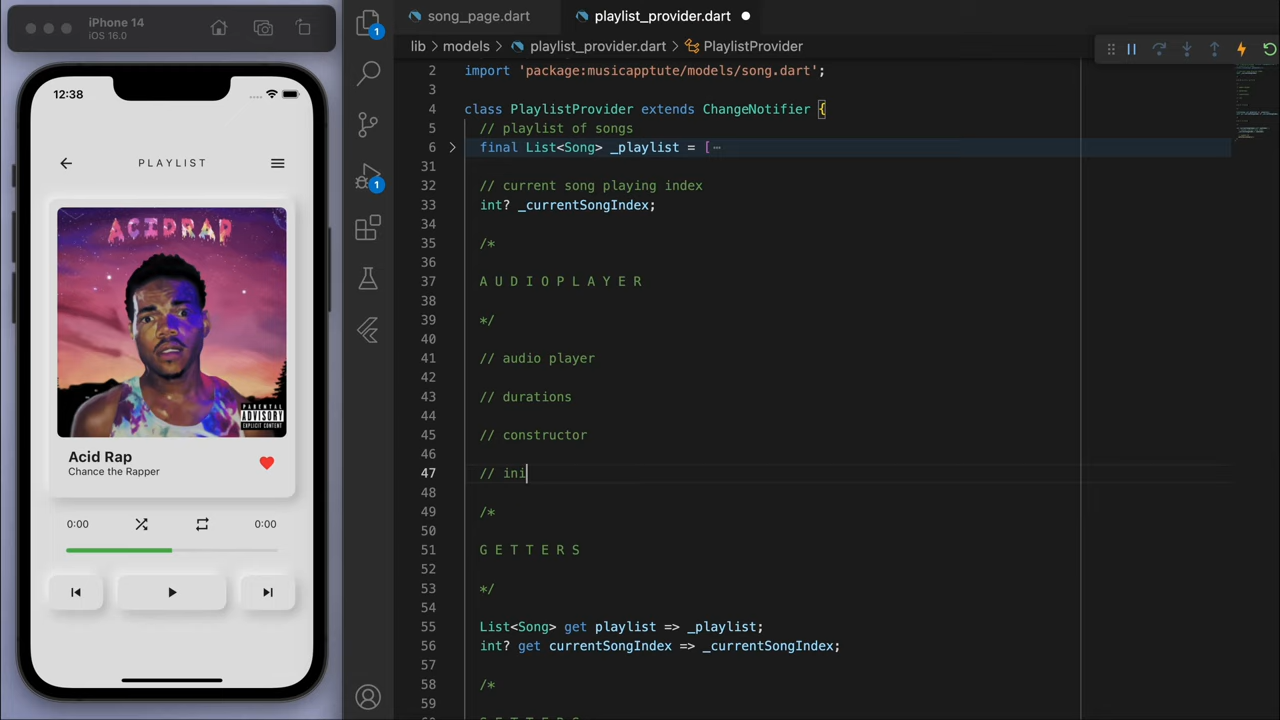 iPhone 14
iOS 16.0
12:38
PLAYLIST
ACIDRAP
PARENTAL
ADVISORY
EXPLICIT CONTENT
Acid Rap
Chance the Rapper
0:00
0:00
1
1
song_page.dart
playlist_provider.dart
lib > models > playlist_provider.dart > PlaylistProvider
2 import 'package:musicapptute/models/song.dart';
3
4 class PlaylistProvider extends ChangeNotifier {
5 // playlist of songs
6 final List<Song> _playlist = [⋯
31
32 // current song playing index
33 int? _currentSongIndex;
34
35 /*
36
37 A U D I O P L A Y E R
38
39 */
40
41 // audio player
42
43 // durations
44
45 // constructor
46
47 // ini
48
49 /*
50
51 G E T T E R S
52
53 */
54
55 List<Song> get playlist => _playlist;
56 int? get currentSongIndex => _currentSongIndex;
57
58 /*
59